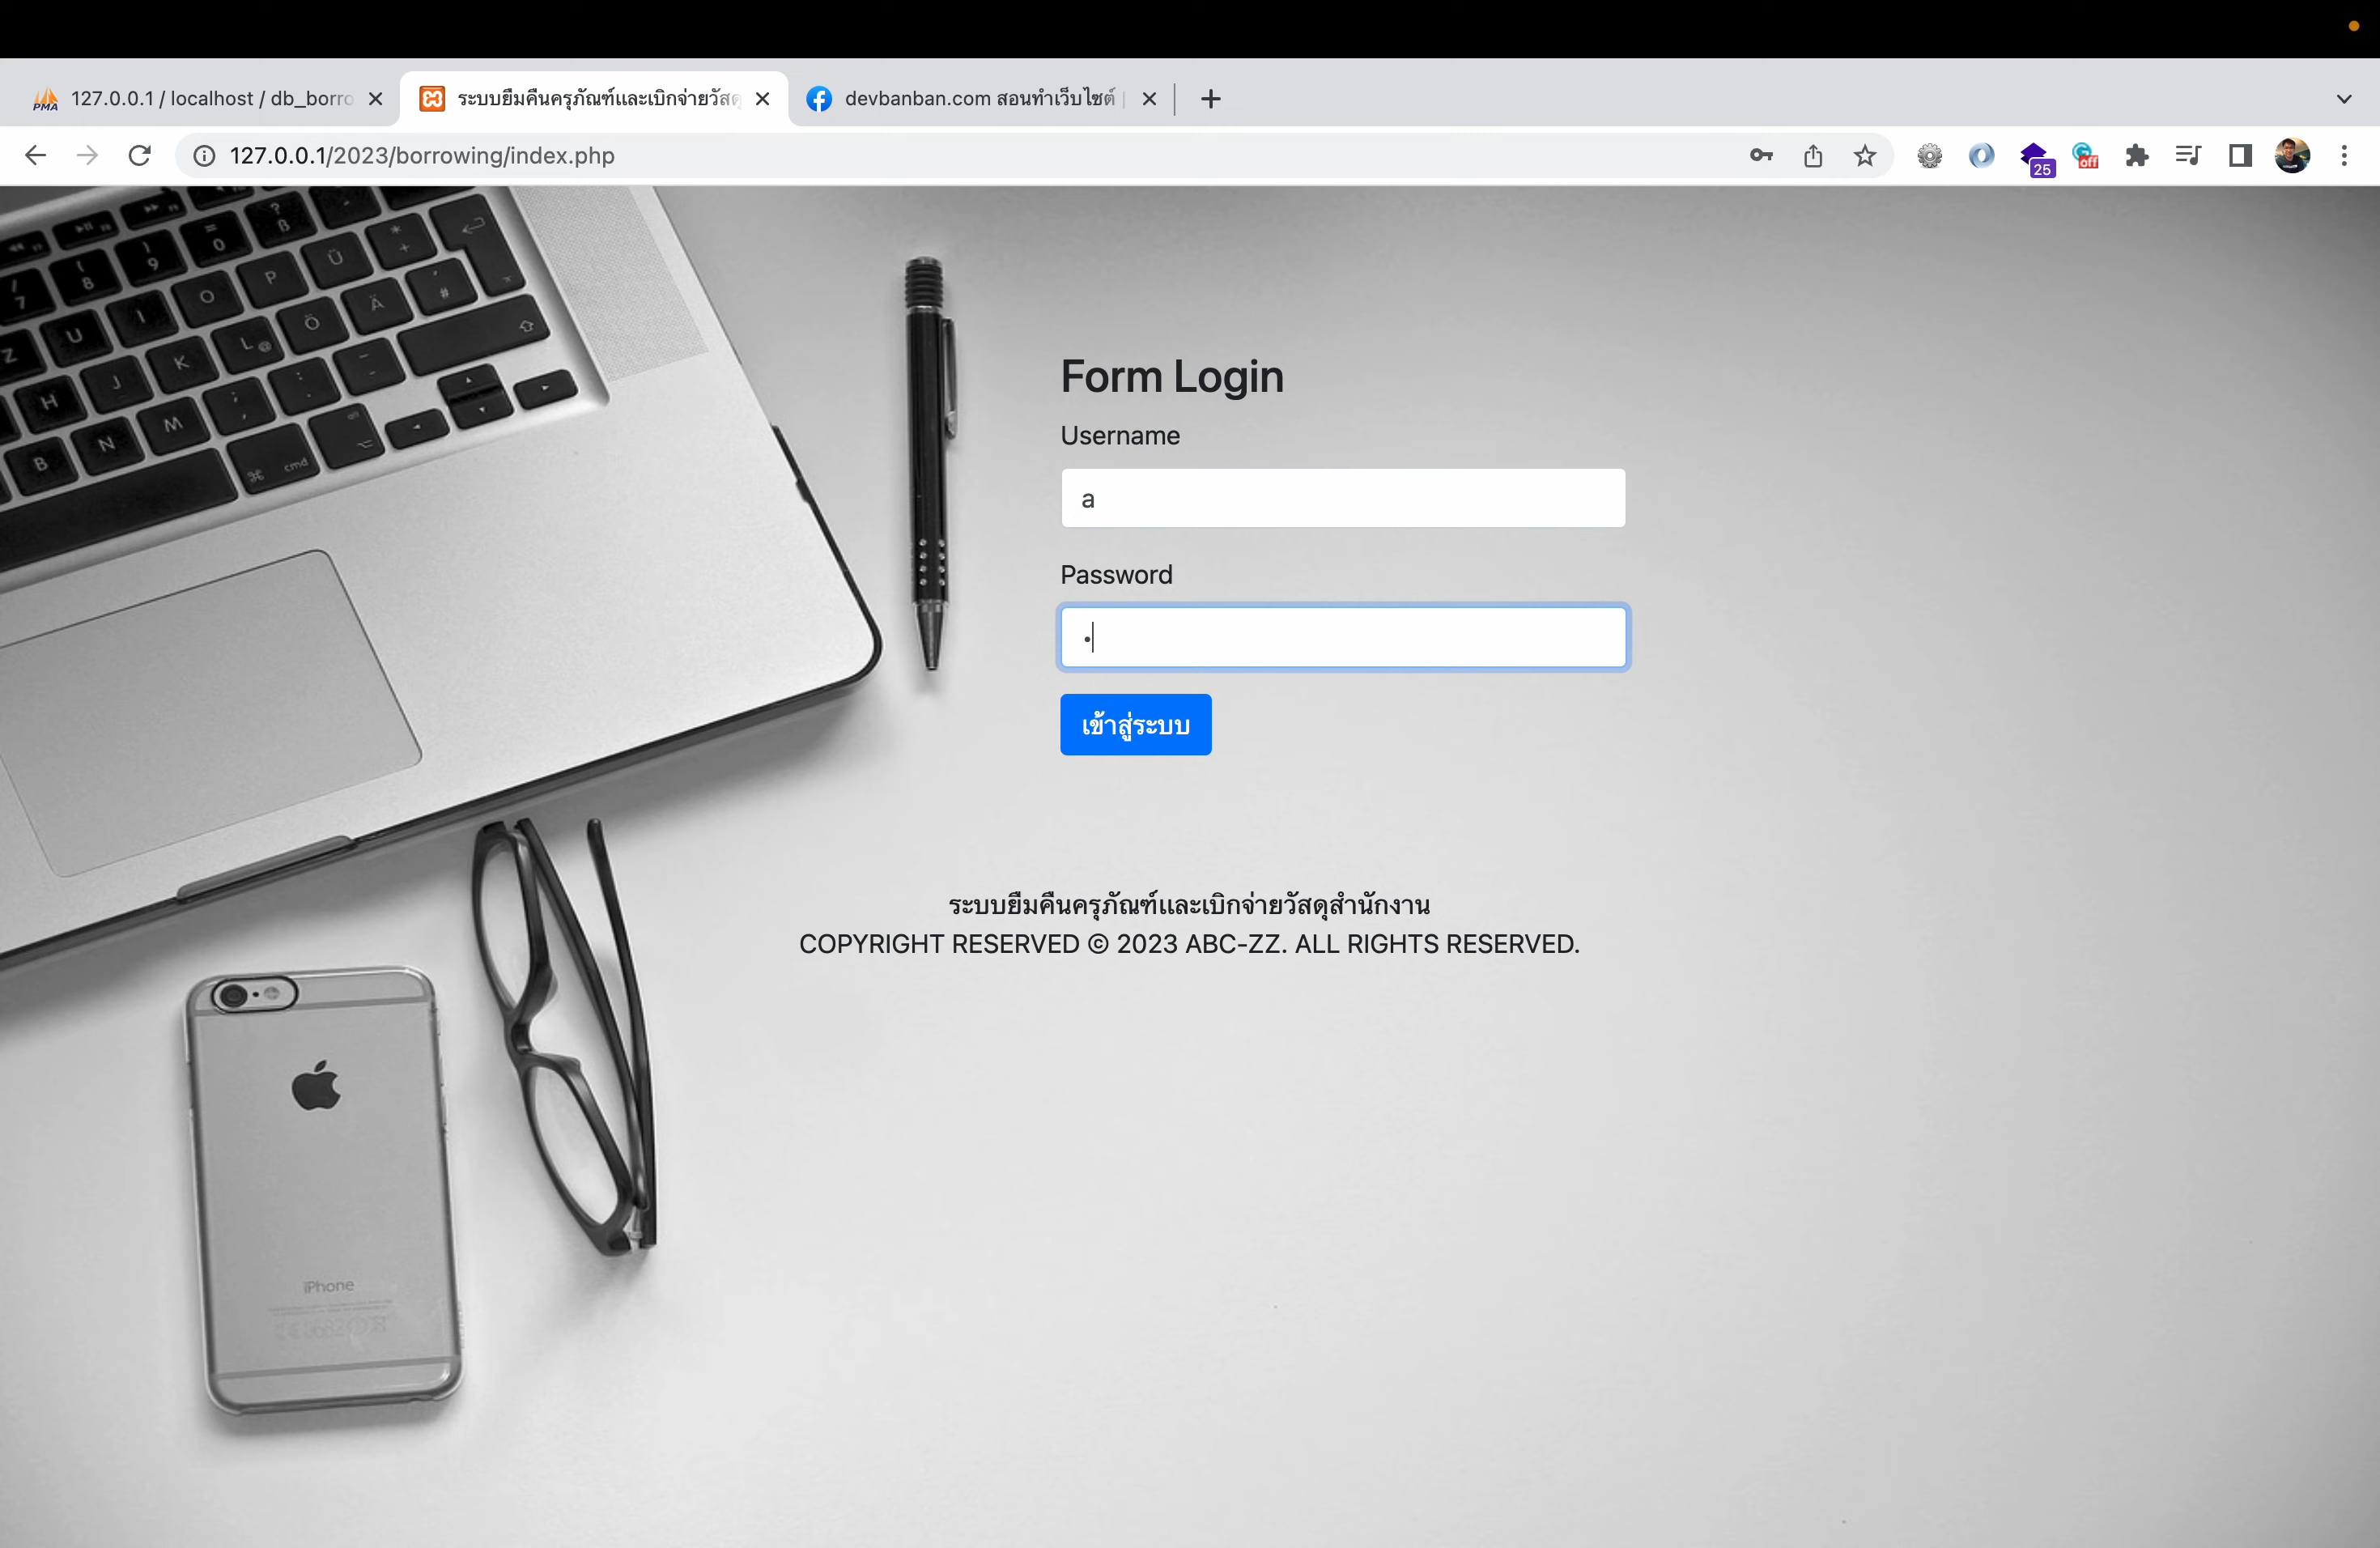 127.0.0.1 / localhost / db_borro
ระบบยืมคืนครุภัณฑ์และเบิกจ่ายวัสดุ
devbanban.com สอนทำเว็บไซต์ |
127.0.0.1/2023/borrowing/index.php
25
off
Form Login
Username
a
Password
เข้าสู่ระบบ
ระบบยืมคืนครุภัณฑ์และเบิกจ่ายวัสดุสำนักงาน
COPYRIGHT RESERVED © 2023 ABC-ZZ. ALL RIGHTS RESERVED.
iPhone